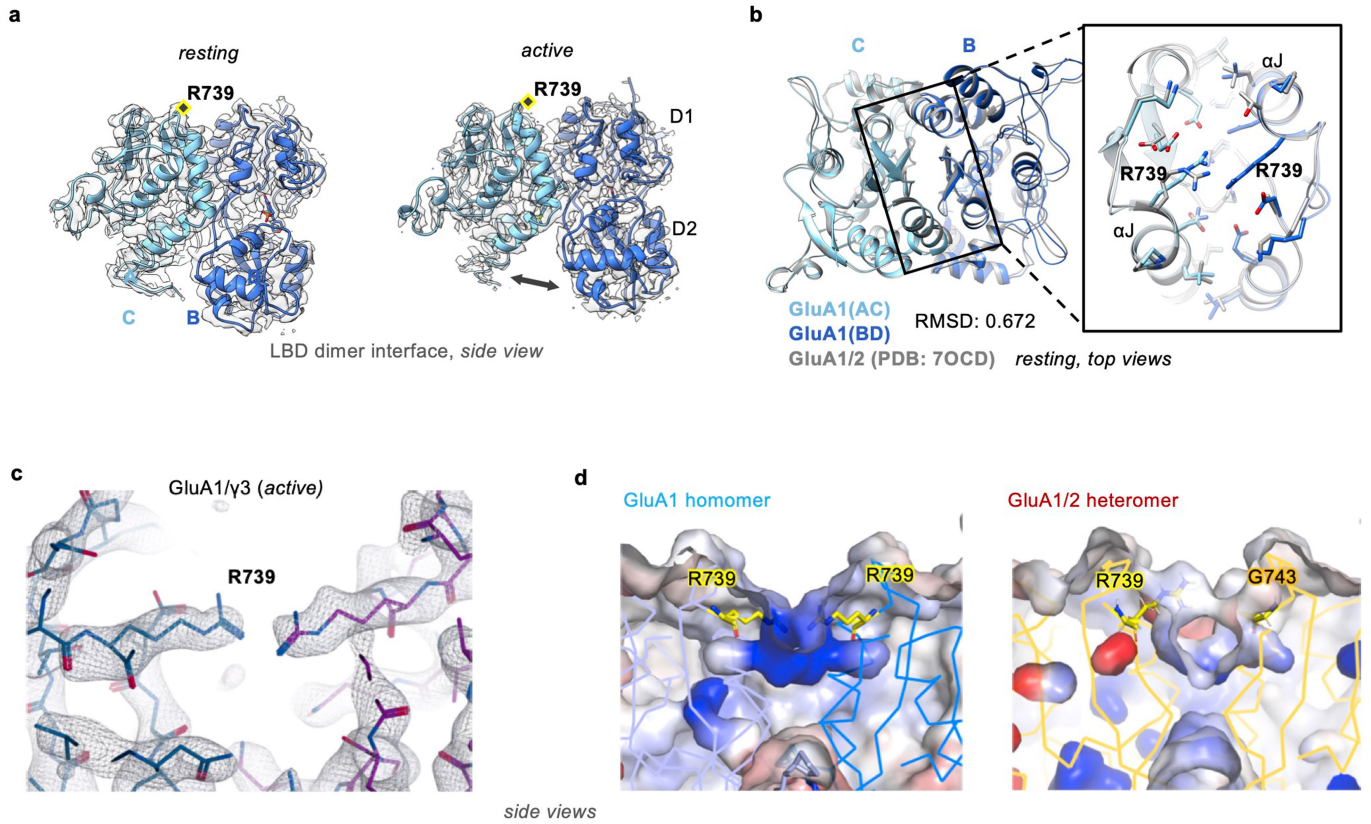 a
resting
active
R739
R739
D1
D2
C
B
LBD dimer interface, side view
b
C
B
αJ
R739
R739
αJ
GluA1(AC)
GluA1(BD)
RMSD: 0.672
GluA1/2 (PDB: 7OCD)
resting, top views
c
GluA1/γ3 (active)
R739
d
GluA1 homomer
GluA1/2 heteromer
R739
R739
R739
G743
side views